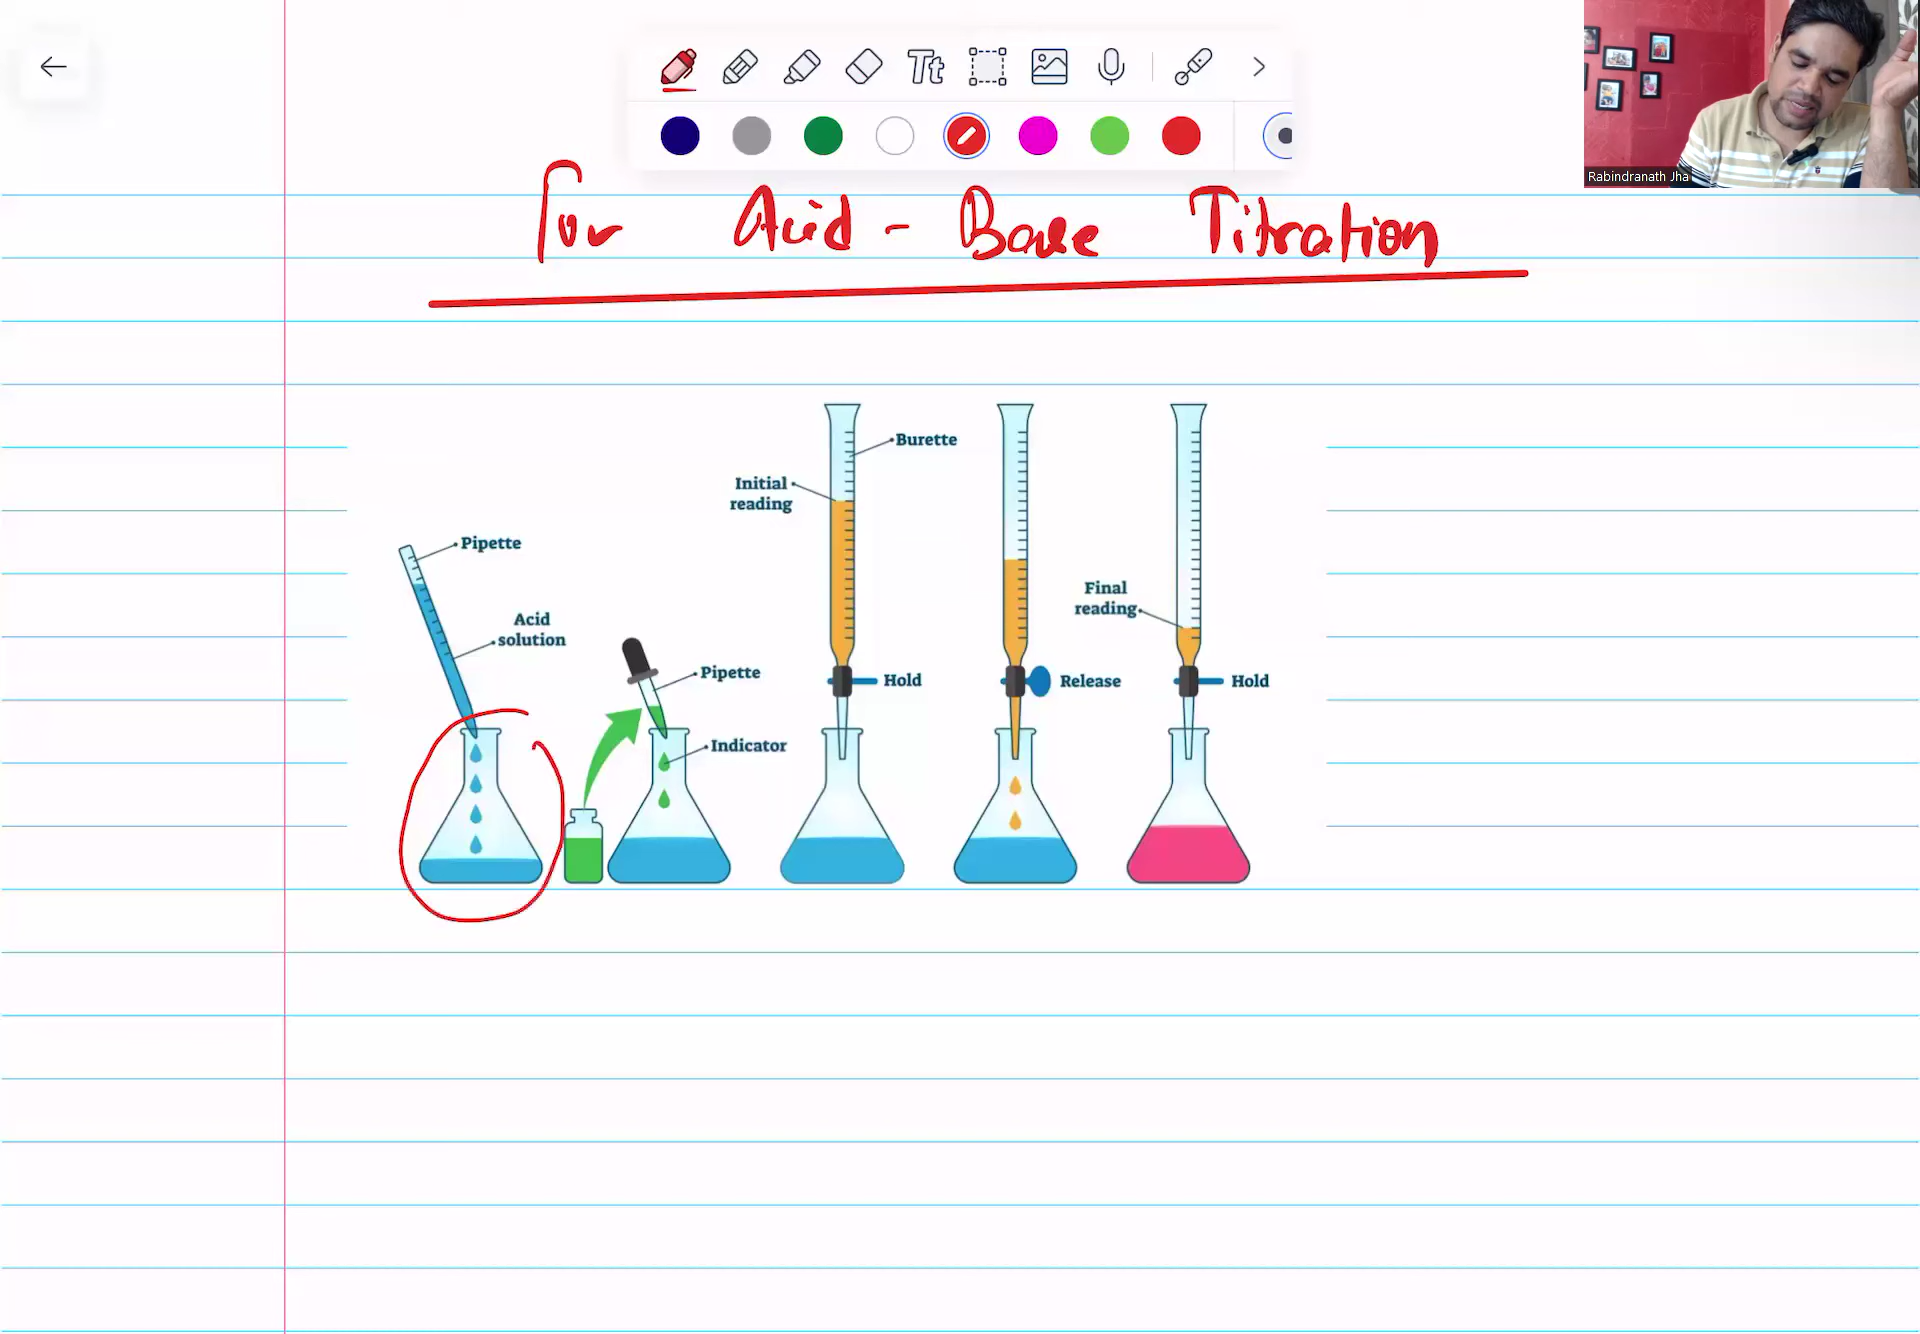 Tt
Rabindranath Jha
For Acid - Base Titration
Burette
Initial
reading
Pipette
Final
reading
Acid
solution
Pipette
Hold
Release
Hold
Indicator